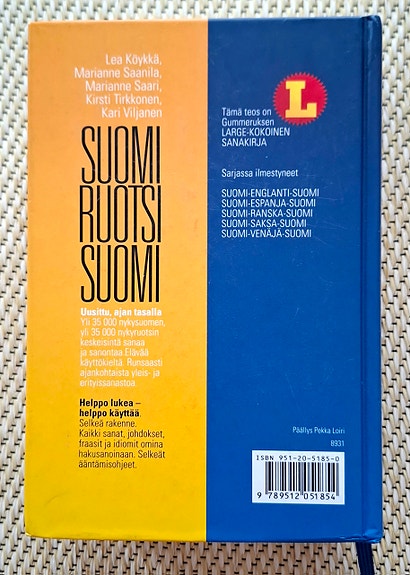 Lea Köykkä,
Marianne Saanila,
Marianne Saari,
Kirsti Tirkkonen,
Kari Viljanen
SUOMI
RUOTSI
SUOMI
Uusittu, ajan tasalla
Yli 35 000 nykysuomen,
yli 35 000 nykyruotsin
keskeisintä sanaa
ja sanontaa.Elävää
käyttökieltä. Runsaasti
ajankohtaista yleis- ja
erityissanastoa.
Helppo lukea –
helppo käyttää.
Selkeä rakenne.
Kaikki sanat, johdokset,
fraasit ja idiomit omina
hakusanoinaan. Selkeät
ääntämisohjeet.
L
Tämä teos on
Gummeruksen
LARGE-KOKOINEN
SANAKIRJA
Sarjassa ilmestyneet
SUOMI-ENGLANTI-SUOMI
SUOMI-ESPANJA-SUOMI
SUOMI-RANSKA-SUOMI
SUOMI-SAKSA-SUOMI
SUOMI-VENÄJÄ-SUOMI
Päällys Pekka Loiri
8931
ISBN 951-20-5185-0
9 789512 051854